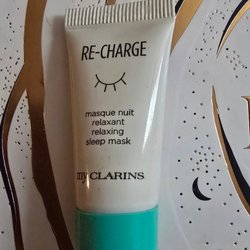 RE-CHARGE
masque nuit
relaxant
relaxing
sleep mask
my CLARINS